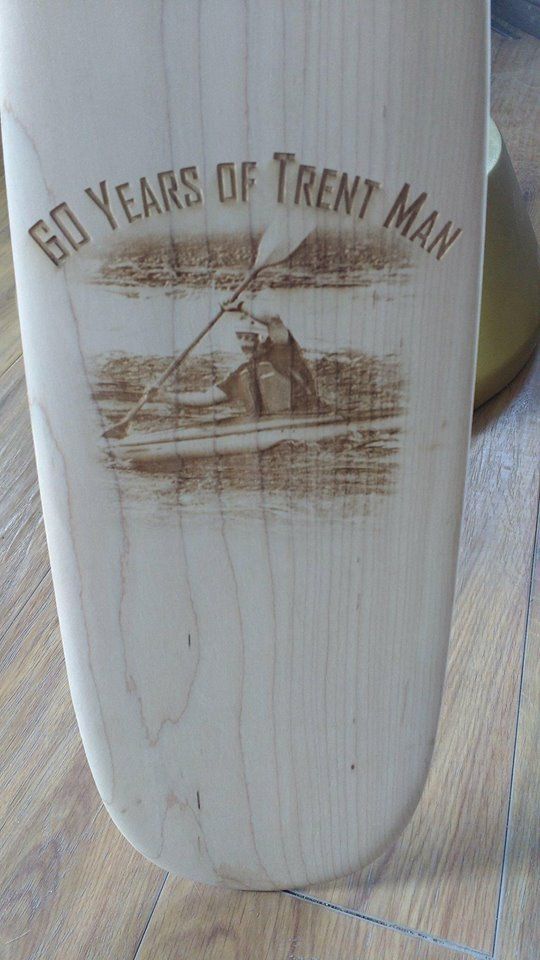 60 YEARS OF TRENT MAN